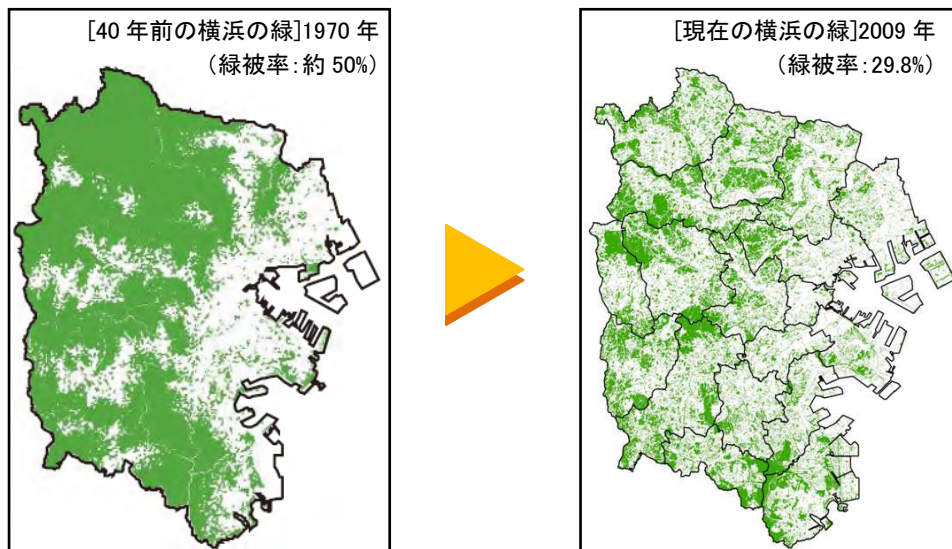 [40 年前の横浜の緑]1970 年
(緑被率:約 50%)
[現在の横浜の緑]2009 年
(緑被率:29.8%)